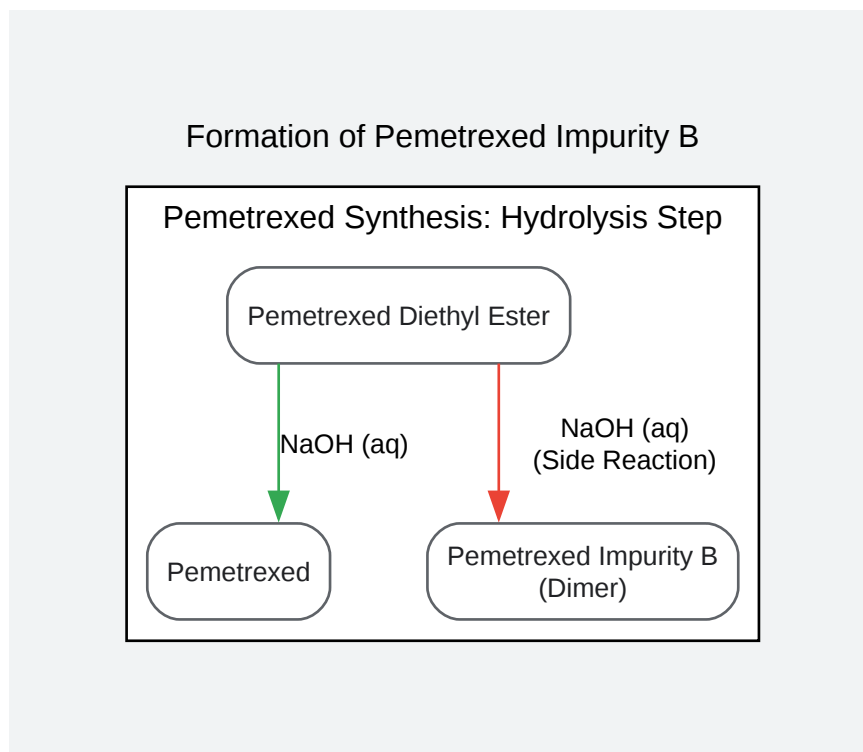 Formation of Pemetrexed Impurity B
Pemetrexed Synthesis: Hydrolysis Step
Pemetrexed Diethyl Ester
NaOH (aq)
NaOH (aq)
(Side Reaction)
Pemetrexed
Pemetrexed Impurity B
(Dimer)